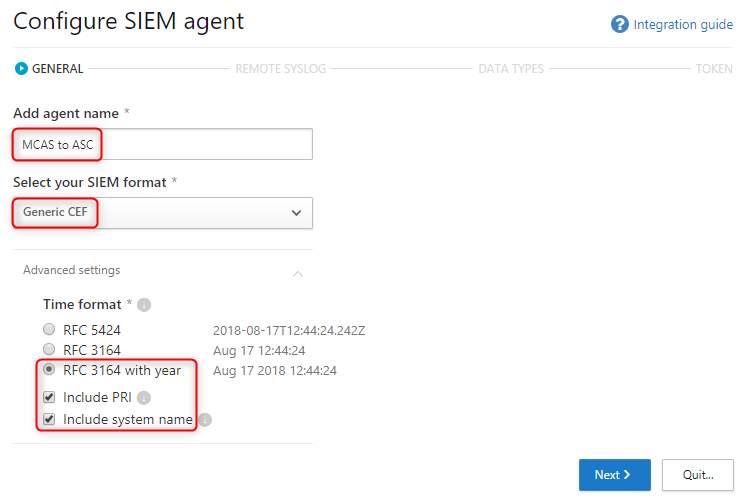 Configure SIEM agent
Integration guide
GENERAL
REMOTE SYSLOG
DATA TYPES
TOKEN
Add agent name *
MCAS to ASC
Select your SIEM format *
Generic CEF
Advanced settings
Time format *
RFC 5424 2018-08-17T12:44:24.242Z
RFC 3164 Aug 17 12:44:24
RFC 3164 with year Aug 17 2018 12:44:24
Include PRI
Include system name
Next
Quit...